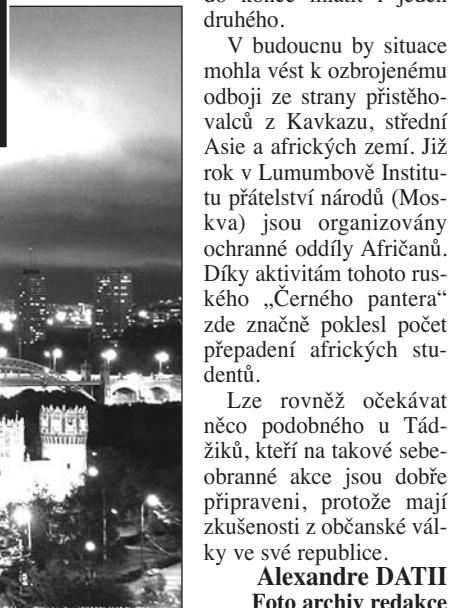 druhého.
V budoucnu by situace
mohla vést k ozbrojenému
odboji ze strany přistěho-
valců z Kavkazu, střední
Asie a afrických zemí. Již
rok v Lumumbově Institu-
tu přátelství národů (Mos-
kva) jsou organizovány
ochranné oddíly Afričanů.
Díky aktivitám tohoto rus-
kého „Černého pantera“
zde značně poklesl počet
přepadení afrických stu-
dentů.
Lze rovněž očekávat
něco podobného u Tád-
žiků, kteří na takové sebe-
obranné akce jsou dobře
připraveni, protože mají
zkušenosti z občanské vál-
ky ve své republice.
Alexandre DATII
Foto archiv redakce